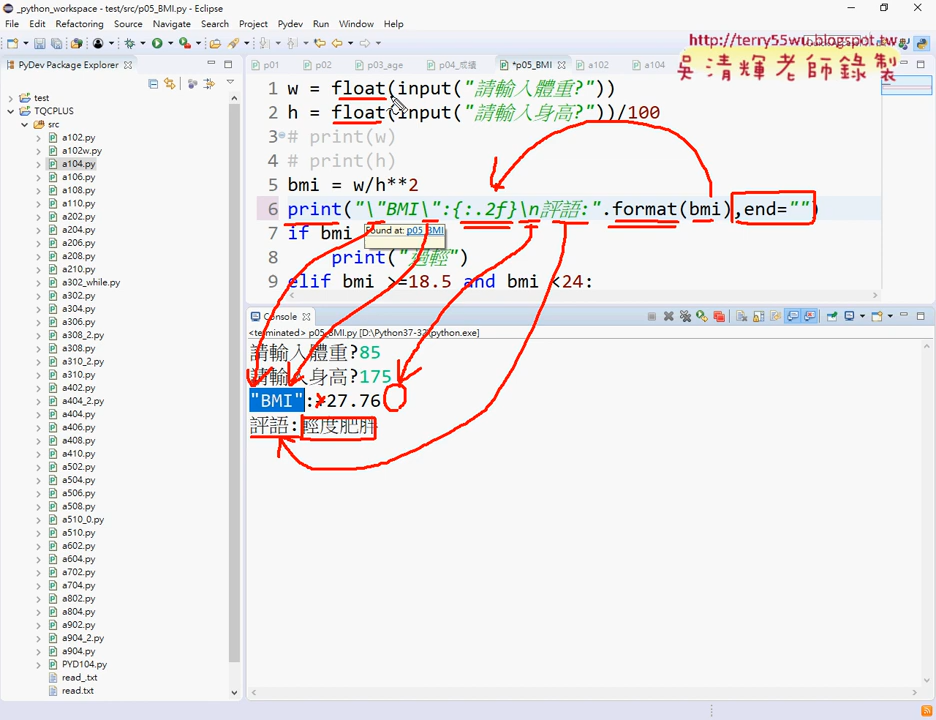 _python_workspace - test/src/p05_BMI.py - Eclipse
File Edit Refactoring Source Navigate Search Project Pydev Run Window Help
http://terry55wu.blogspot.tw
吳清輝老師錄製
PyDev Package Explorer
p01 p02 p03_age p04_成績 *p05_BMI a102 a104
test
TQCPLUS
src
a102.py
a102w.py
a104.py
a106.py
a108.py
a110.py
a202.py
a204.py
a206.py
a208.py
a210.py
a302_while.py
a302.py
a304.py
a306.py
a308_2.py
a308.py
a310_2.py
a310.py
a402.py
a404_2.py
a404.py
a406.py
a408.py
a410.py
a502.py
a504.py
a506.py
a508.py
a510_0.py
a510.py
a602.py
a604.py
a702.py
a704.py
a802.py
a804.py
a902.py
a904_2.py
a904.py
PYD104.py
read_.txt
read.txt
1 w = float(input("請輸入體重?"))
2 h = float(input("請輸入身高?"))/100
3 # print(w)
4 # print(h)
5 bmi = w/h**2
6 print("\"BMI\":{:.2f}\n評語:".format(bmi),end="")
7 if bmi
Found at: p05_BMI
8 print("過輕")
9 elif bmi >=18.5 and bmi <24:
Console
<terminated> p05_BMI.py [D:\Python37-32\python.exe]
請輸入體重?85
請輸入身高?175
"BMI":27.76
評語:輕度肥胖